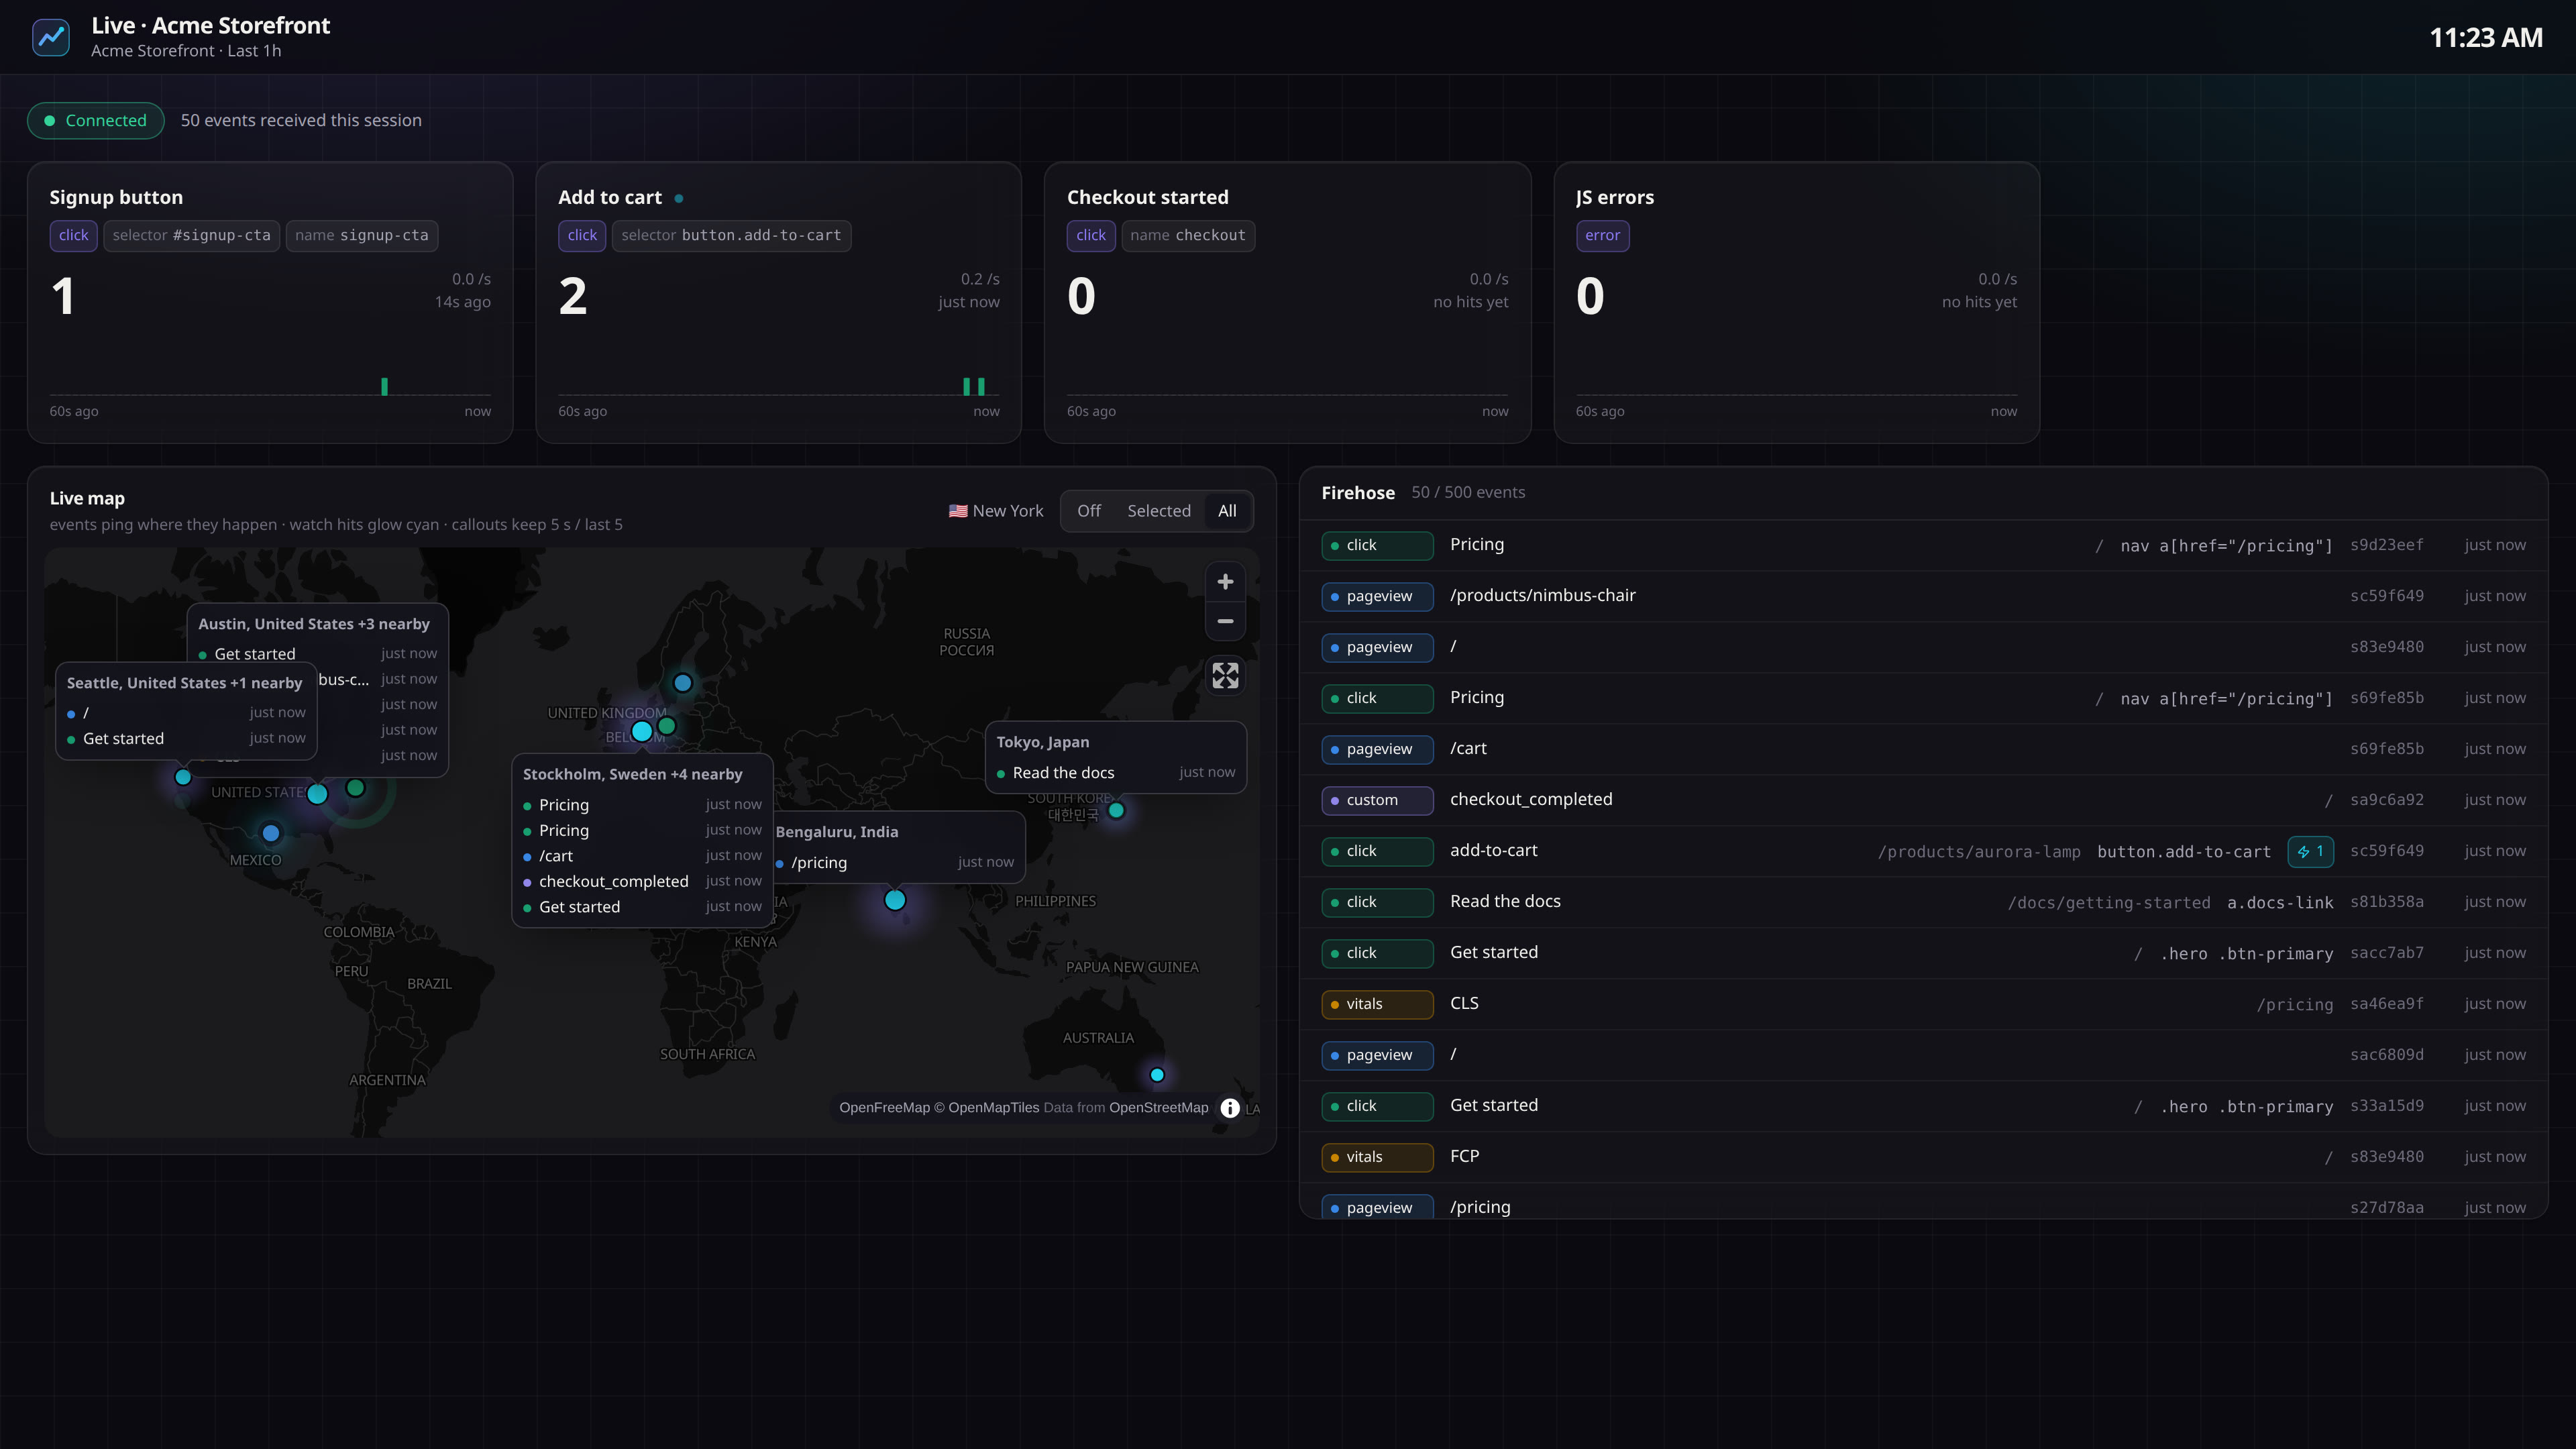 Live · Acme Storefront
Acme Storefront · Last 1h
11:23 AM
Connected
50 events received this session
Signup button
click
selector #signup-cta
name signup-cta
1
0.0 /s
14s ago
60s ago
now
Add to cart
click
selector button.add-to-cart
2
0.2 /s
just now
60s ago
now
Checkout started
click
name checkout
0
0.0 /s
no hits yet
60s ago
now
JS errors
error
0
0.0 /s
no hits yet
60s ago
now
Live map
events ping where they happen · watch hits glow cyan · callouts keep 5 s / last 5
New York
Off
Selected
All
Austin, United States +3 nearby
Get started just now
bus-c... just now
just now
just now
just now
Seattle, United States +1 nearby
/ just now
Get started just now
UNITED STATES
MEXICO
COLOMBIA
PERU
BRAZIL
ARGENTINA
UNITED KINGDOM
RUSSIA
РОССИЯ
Stockholm, Sweden +4 nearby
Pricing just now
Pricing just now
/cart just now
checkout_completed just now
Get started just now
Bengaluru, India
/pricing just now
Tokyo, Japan
Read the docs just now
SOUTH KORE
대한민국
PHILIPPINES
KENYA
PAPUA NEW GUINEA
AUSTRALIA
SOUTH AFRICA
OpenFreeMap © OpenMapTiles Data from OpenStreetMap
LA
Firehose 50 / 500 events
click Pricing / nav a[href="/pricing"] s9d23eef just now
pageview /products/nimbus-chair sc59f649 just now
pageview / s83e9480 just now
click Pricing / nav a[href="/pricing"] s69fe85b just now
pageview /cart s69fe85b just now
custom checkout_completed / sa9c6a92 just now
click add-to-cart /products/aurora-lamp button.add-to-cart 1 sc59f649 just now
click Read the docs /docs/getting-started a.docs-link s81b358a just now
click Get started / .hero .btn-primary sacc7ab7 just now
vitals CLS /pricing sa46ea9f just now
pageview / sac6809d just now
click Get started / .hero .btn-primary s33a15d9 just now
vitals FCP / s83e9480 just now
pageview /pricing s27d78aa just now